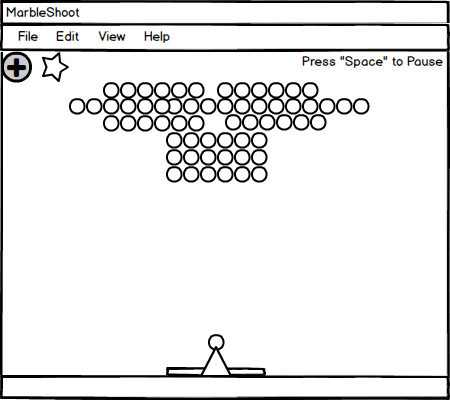 MarbleShoot
File Edit View Help
Press "Space" to Pause